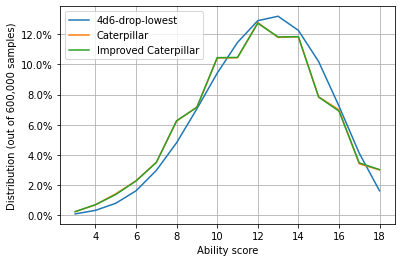 4d6-drop-lowest
Caterpillar
Improved Caterpillar
12.0%
10.0%
8.0%
6.0%
4.0%
2.0%
0.0%
Distribution (out of 600,000 samples)
4 6 8 10 12 14 16 18
Ability score